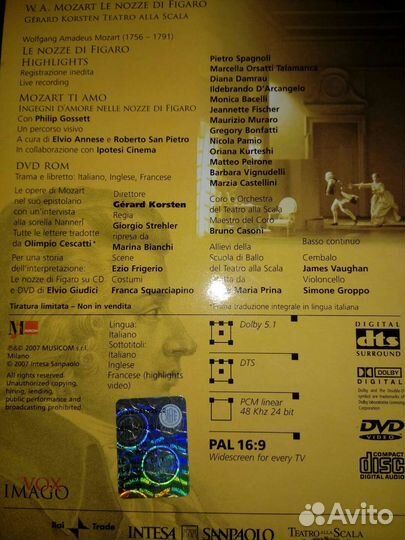 W. A. MOZART LE NOZZE DI FIGARO
GÉRARD KORSTEN TEATRO ALLA SCALA
Wolfgang Amadeus Mozart (1756 – 1791)
LE NOZZE DI FIGARO
HIGHLIGHTS
Registrazione inedita
Live recording
MOZART TI AMO
INGEGNI D'AMORE NELLE NOZZE DI FIGARO
Con Philip Gossett
Un percorso visivo
A cura di Elvio Annese e Roberto San Pietro
In collaborazione con Ipotesi Cinema
DVD ROM
Trama e libretto: Italiano, Inglese, Francese
Le opere di Mozart
nel suo epistolario
con un'intervista
alla sorella Nannerl
Tutte le lettere tradotte
da Olimpio Cescatti *
Per una storia
dell'interpretazione:
Le nozze di Figaro su CD
e DVD di Elvio Giudici
Direttore
Gérard Korsten
Regia
Giorgio Strehler
ripresa da
Marina Bianchi
Scene
Ezio Frigerio
Costumi
Franca Squarciapino
Pietro Spagnoli
Marcella Orsatti Talamanca
Diana Damrau
Ildebrando D'Arcangelo
Monica Bacelli
Jeannette Fischer
Maurizio Muraro
Gregory Bonfatti
Nicola Pamio
Oriana Kurteshi
Matteo Peirone
Barbara Vignudelli
Marzia Castellini
Coro e Orchestra
del Teatro alla Scala
Maestro del Coro
Bruno Casoni
Allievi della
Scuola di Ballo
del Teatro alla Scala
da
Maria Prina
Basso continuo
Cembalo
James Vaughan
Violoncello
Simone Groppo
Tiratura limitata – Non in vendita
Prima traduzione integrale in lingua italiana
M
℗&© 2007 MUSICOM s.r.l.
Milano
© 2007 Intesa Sanpaolo
All rights reserved.
Unauthorized copying,
hiring, lending,
public performance and
broadcasting prohibited.
Lingua:
Italiano
Sottotitoli:
Italiano
Inglese
Francese (highlights
video)
Dolby 5.1
DTS
PCM linear
48 Khz 24 bit
PAL 16:9
Widescreen for every TV
DIGITAL
dts
SURROUND
DOLBY
DIGITAL
Dolby and the Double-D
DVD
VIDEO
COMPACT
disc
DIGITAL AUDIO
VOX
IMAGO
Rai Trade
INTESA SANPAOLO
TEATRO ALLA SCALA
Avito